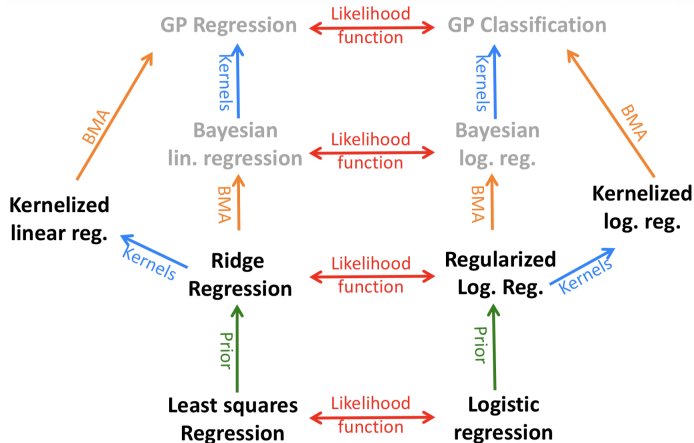 GP Regression
Likelihood
function
GP Classification
Kernels
Kernels
BMA
BMA
Bayesian
lin. regression
Likelihood
function
Bayesian
log. reg.
Kernelized
linear reg.
BMA
BMA
Kernelized
log. reg.
Kernels
Ridge
Regression
Likelihood
function
Regularized
Log. Reg.
Kernels
Prior
Prior
Least squares
Regression
Likelihood
function
Logistic
regression